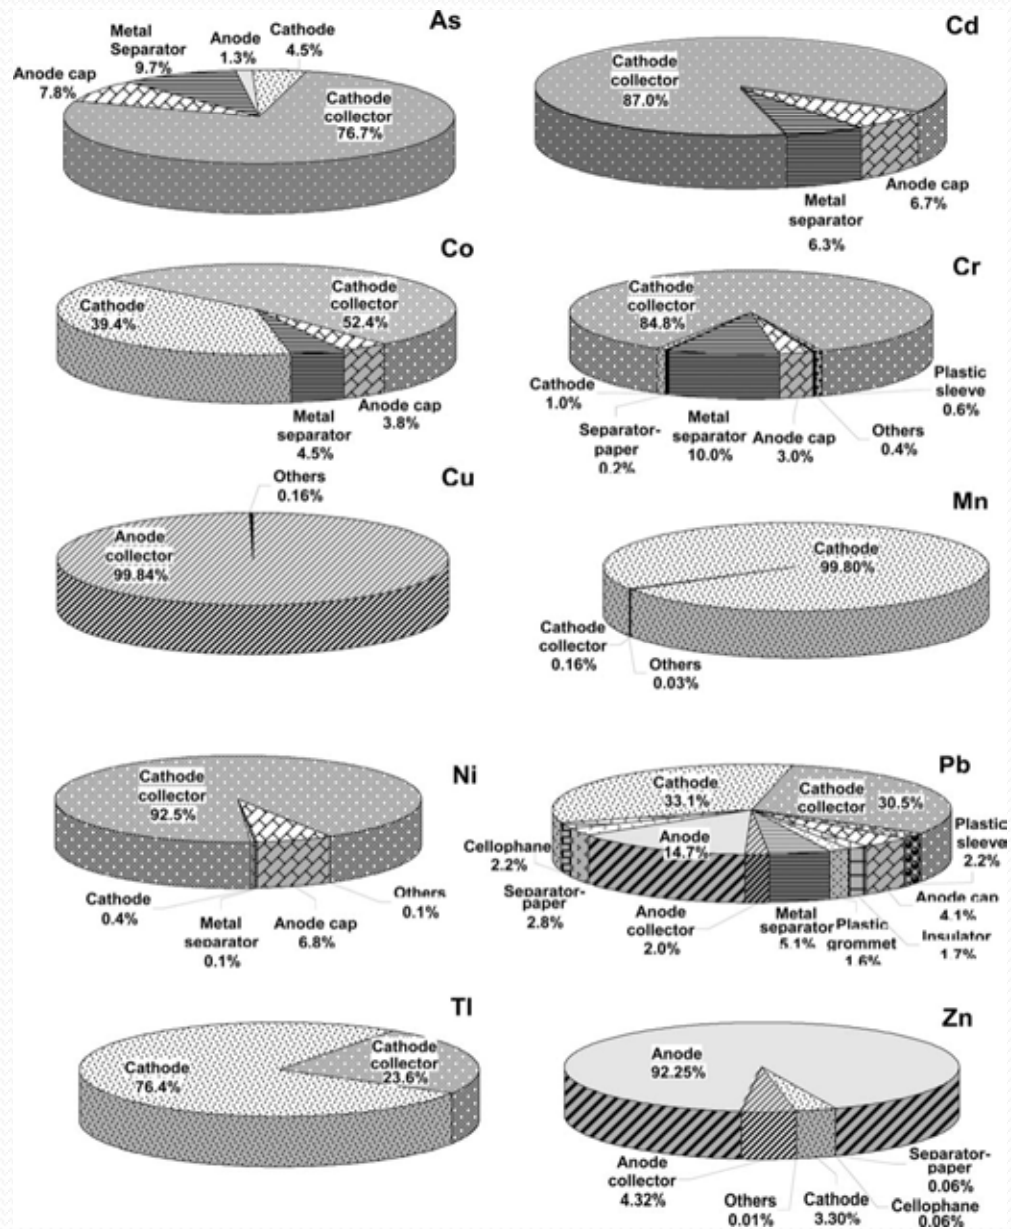 As
Metal
Separator
9.7%
Anode
1.3%
Cathode
4.5%
Anode cap
7.8%
Cathode
collector
76.7%
Cd
Cathode
collector
87.0%
Anode cap
6.7%
Metal
separator
6.3%
Co
Cathode
39.4%
Cathode
collector
52.4%
Metal
separator
4.5%
Anode cap
3.8%
Cr
Cathode
collector
84.8%
Cathode
1.0%
Separator-
paper
0.2%
Metal
separator
10.0%
Anode cap
3.0%
Others
0.4%
Plastic
sleeve
0.6%
Cu
Others
0.16%
Anode
collector
99.84%
Mn
Cathode
99.80%
Cathode
collector
0.16%
Others
0.03%
Ni
Cathode
collector
92.5%
Cathode
0.4%
Metal
separator
0.1%
Anode cap
6.8%
Others
0.1%
Pb
Cathode
33.1%
Cathode
collector 30.5%
Anode
14.7%
Cellophane
2.2%
Separator-
paper
2.8%
Anode
collector
2.0%
Metal
separator
5.1%
Plastic
grommet
1.6%
Insulator
1.7%
Anode cap
4.1%
Plastic
sleeve
2.2%
Tl
Cathode
76.4%
Cathode
collector
23.6%
Zn
Anode
92.25%
Anode
collector
4.32%
Others
0.01%
Cathode
3.30%
Cellophane
0.06%
Separator-
paper
0.06%